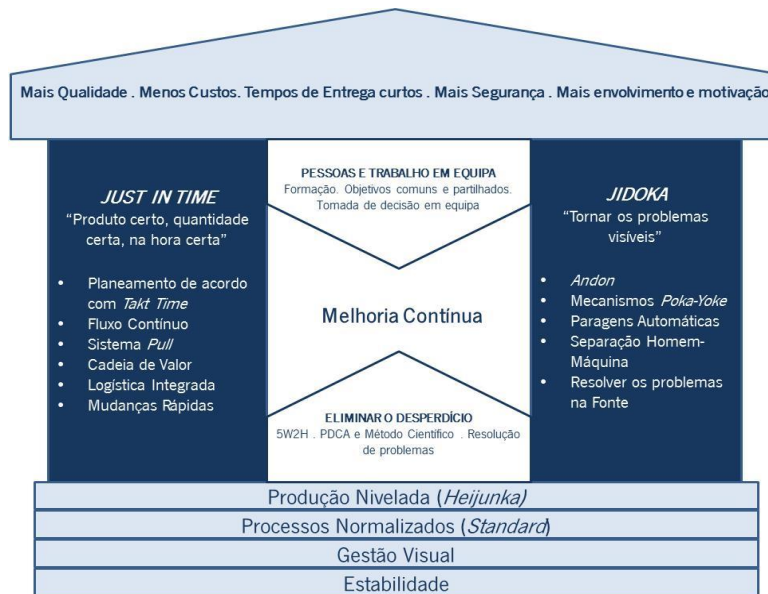 Mais Qualidade . Menos Custos. Tempos de Entrega curtos . Mais Segurança . Mais envolvimento e motivação
JUST IN TIME
“Produto certo, quantidade
certa, na hora certa”
• Planeamento de acordo
com Takt Time
• Fluxo Contínuo
• Sistema Pull
• Cadeia de Valor
• Logística Integrada
• Mudanças Rápidas
PESSOAS E TRABALHO EM EQUIPA
Formação. Objetivos comuns e partilhados.
Tomada de decisão em equipa
Melhoria Contínua
ELIMINAR O DESPERDÍCIO
5W2H . PDCA e Método Científico . Resolução
de problemas
JIDOKA
“Tornar os problemas
visíveis”
• Andon
• Mecanismos Poka-Yoke
• Paragens Automáticas
• Separação Homem-
Máquina
• Resolver os problemas
na Fonte
Produção Nivelada (Heijunka)
Processos Normalizados (Standard)
Gestão Visual
Estabilidade